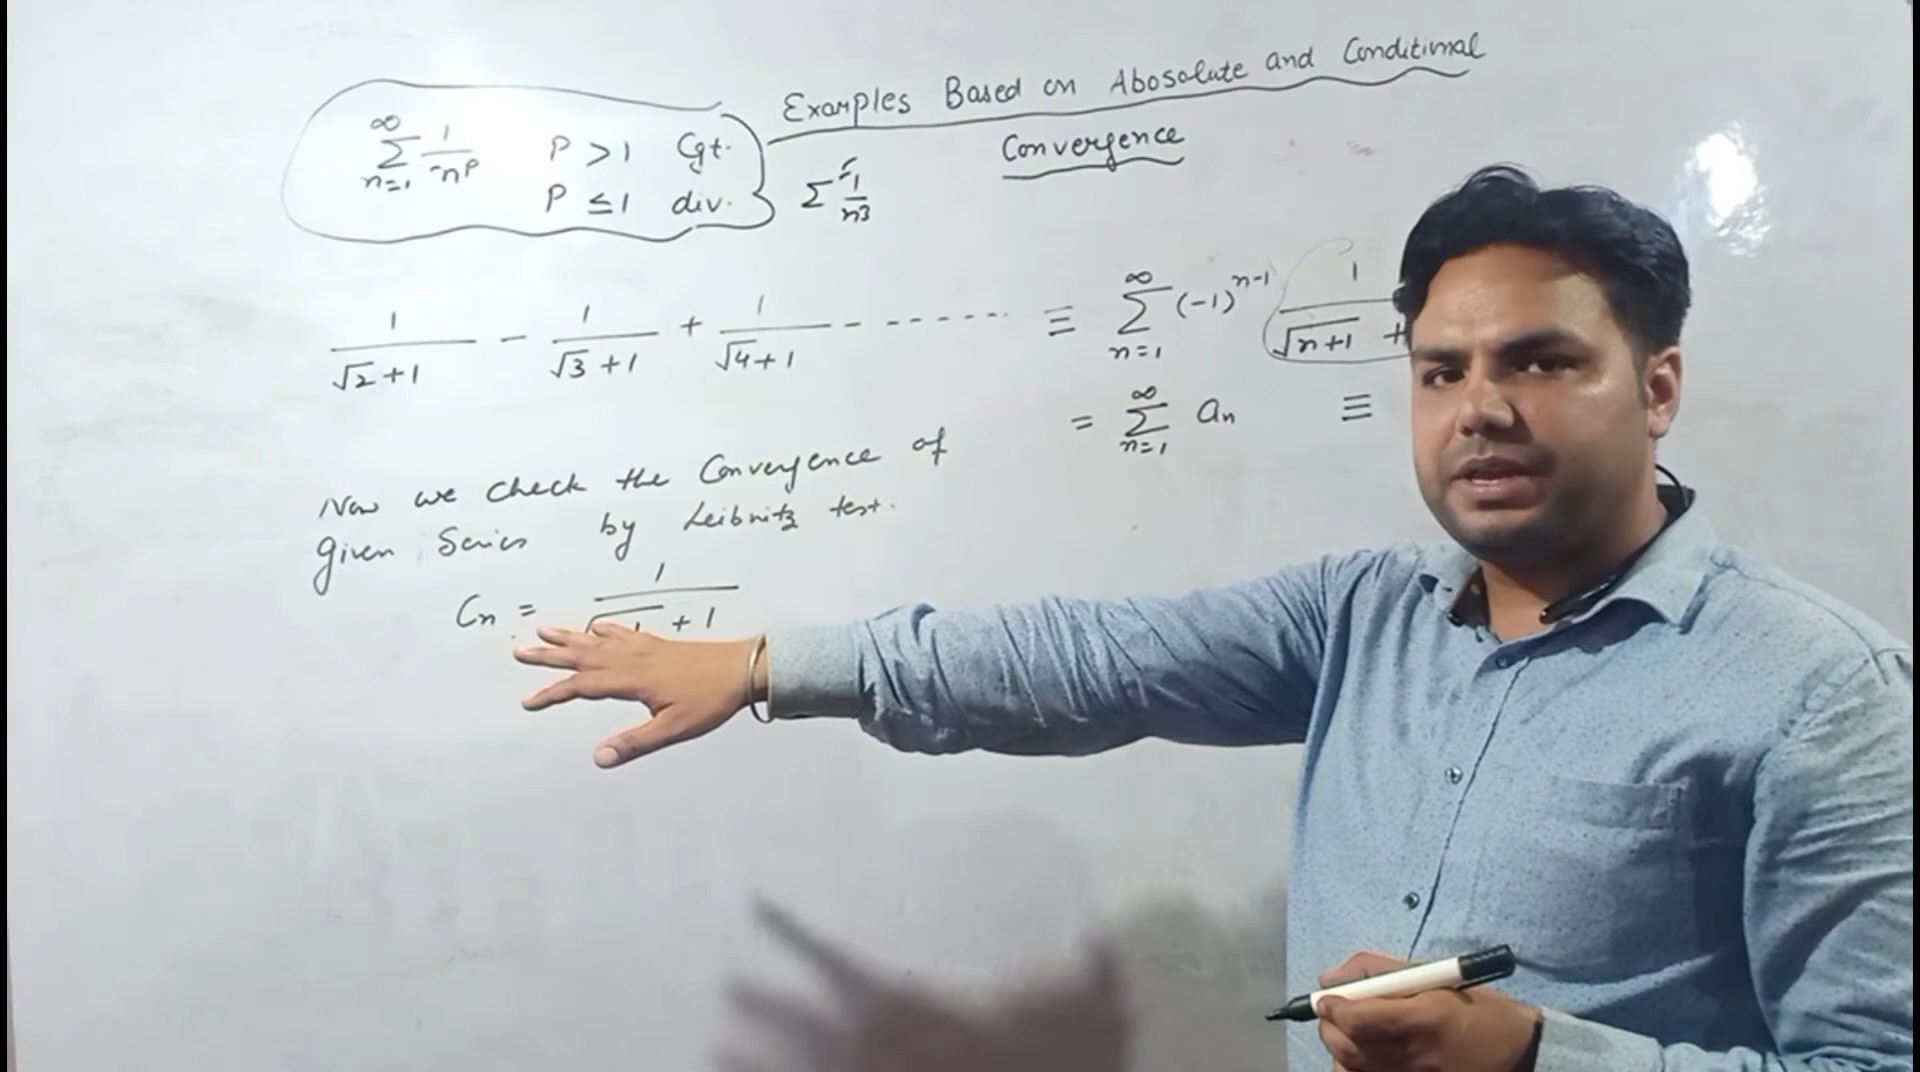 Examples Based on Abosolute and Conditional
Convergence
∞ ∑ n=1 1/n^p   P > 1 Cgt.
P ≤ 1 div.
∑ 1/n3
1/(√2 + 1) - 1/(√3 + 1) + 1/(√4 + 1) - ------- ≡ ∞ ∑ n=1 (-1)^n-1 1/(√n+1 +
= ∞ ∑ n=1 an ≡
Now we check the Convergence of
given Series by Leibnitz test.
Cn = 1/(√ + 1